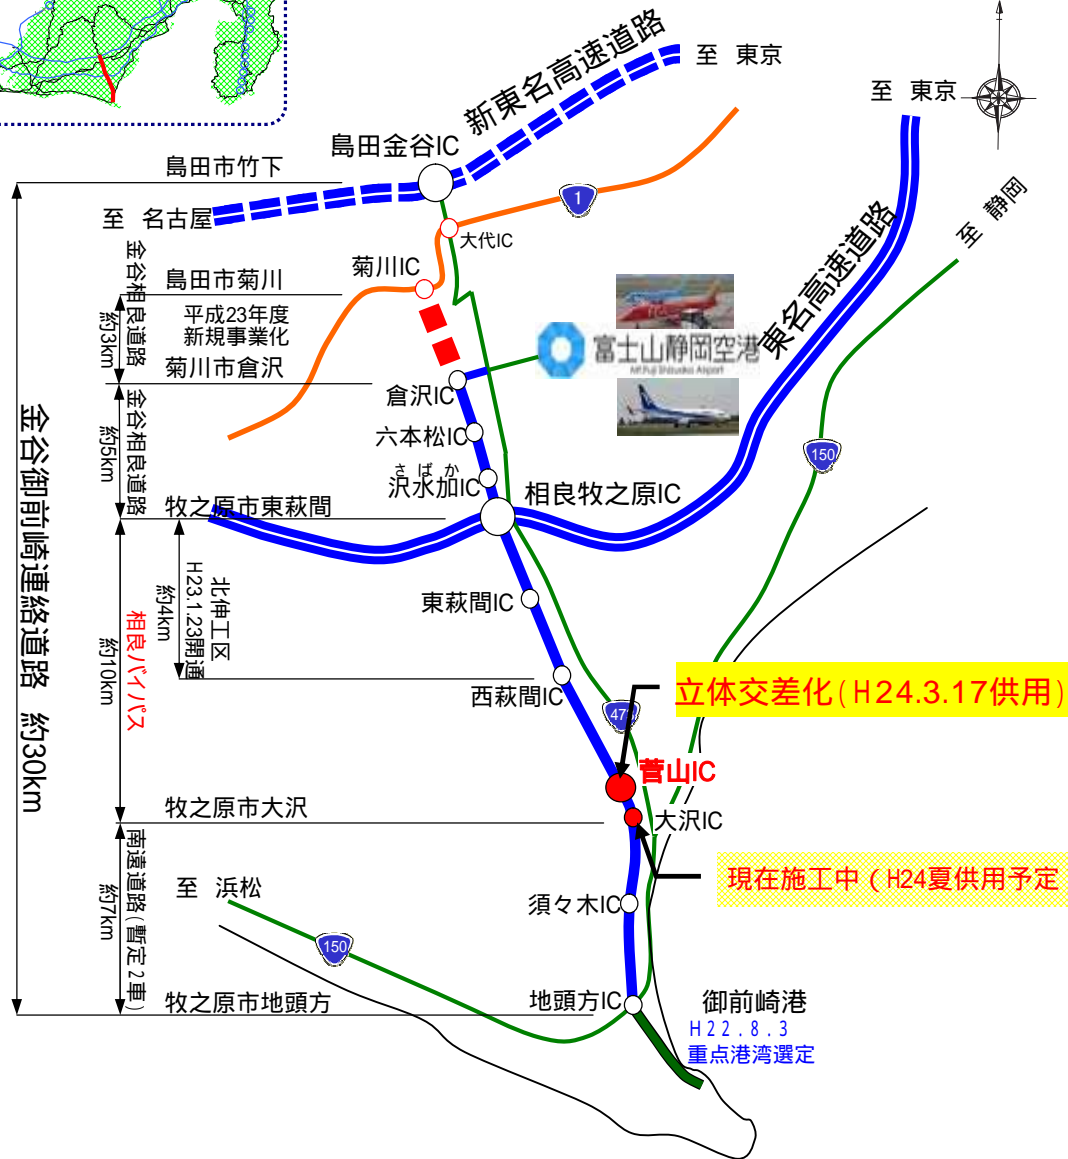 新東名高速道路
至 東京
至 東京
島田金谷IC
島田市竹下
至 名古屋
1
大代IC
至 静岡
菊川IC
島田市菊川
金谷相良道路
約3km
平成23年度
新規事業化
東名高速道路
富士山静岡空港
Mt.Fuji Shizuoka Airport
菊川市倉沢
倉沢IC
金谷相良道路
約5km
六本松IC
さばか
沢水加IC
150
相良牧之原IC
牧之原市東萩間
金谷御前崎連絡道路 約30km
北伸工区
H23.1.23開通
約4km
東萩間IC
相良バイパス
約10km
西萩間IC
立体交差化(H24.3.17供用)
473
菅山IC
牧之原市大沢
大沢IC
現在施工中(H24夏供用予定
南遠道路(暫定2車)
約7km
至 浜松
須々木IC
150
牧之原市地頭方
地頭方IC
御前崎港
H22.8.3
重点港湾選定